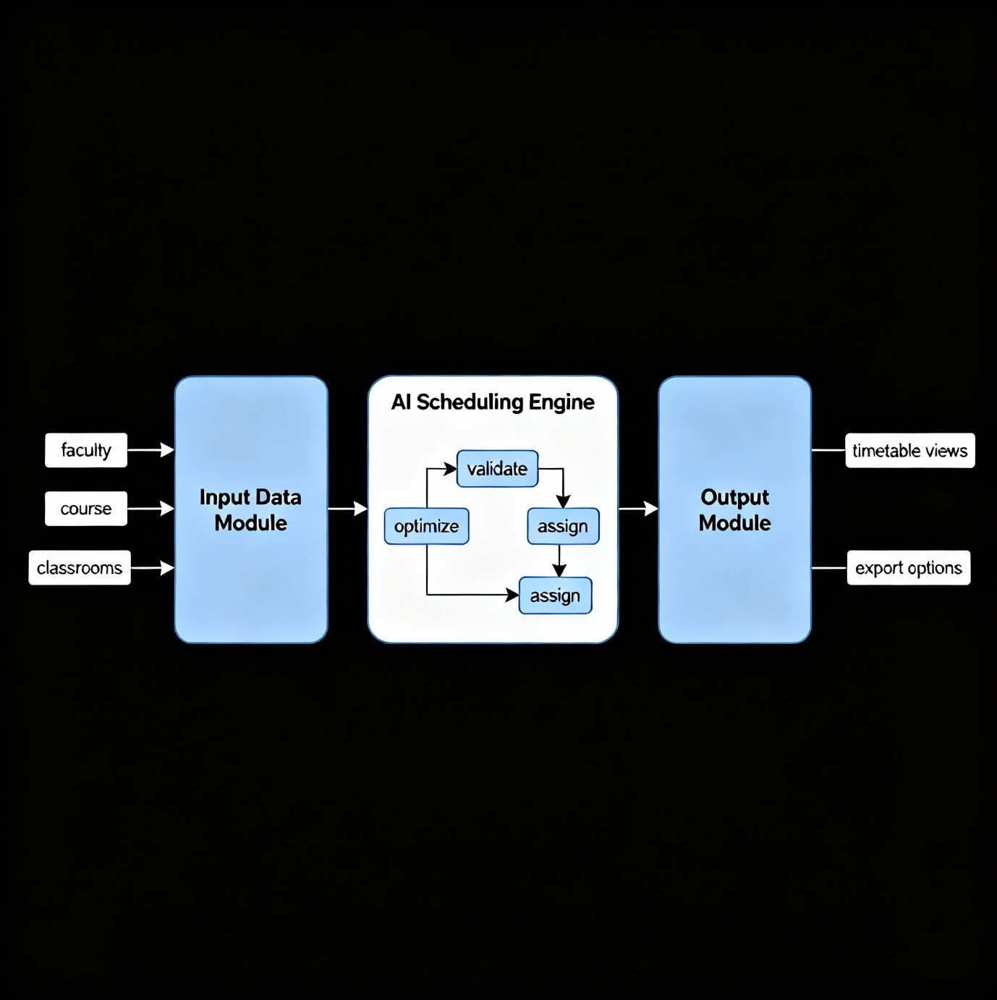 faculty
course
classrooms
Input Data
Module
AI Scheduling Engine
validate
optimize
assign
assign
Output
Module
timetable views
export options